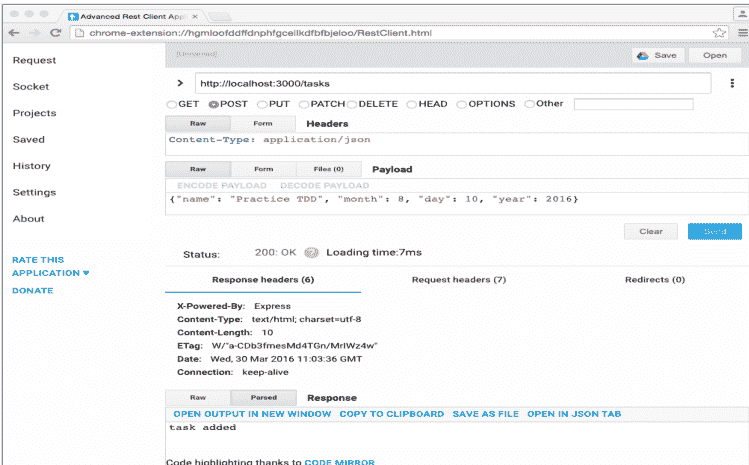 Advanced Rest Client Appl
chrome-extension://hgmloofddffdnphfgcellkdfbfbjeloo/RestClient.html
Request
Socket
Projects
Saved
History
Settings
About
RATE THIS
APPLICATION
DONATE
[Unnamed]
Save
Open
http://localhost:3000/tasks
GET POST PUT PATCH DELETE HEAD OPTIONS Other
Raw Form Headers
Content-Type: application/json
Raw Form Files (0) Payload
ENCODE PAYLOAD DECODE PAYLOAD
{"name": "Practice TDD", "month": 8, "day": 10, "year": 2016}
Clear Send
Status: 200: OK Loading time:7ms
Response headers (6) Request headers (7) Redirects (0)
X-Powered-By: Express
Content-Type: text/html; charset=utf-8
Content-Length: 10
ETag: W/"a-CDb3fmesMd4TGn/MrIWz4w"
Date: Wed, 30 Mar 2016 11:03:36 GMT
Connection: keep-alive
Raw Parsed Response
OPEN OUTPUT IN NEW WINDOW COPY TO CLIPBOARD SAVE AS FILE OPEN IN JSON TAB
task added
Code highlighting thanks to CODE MIRROR